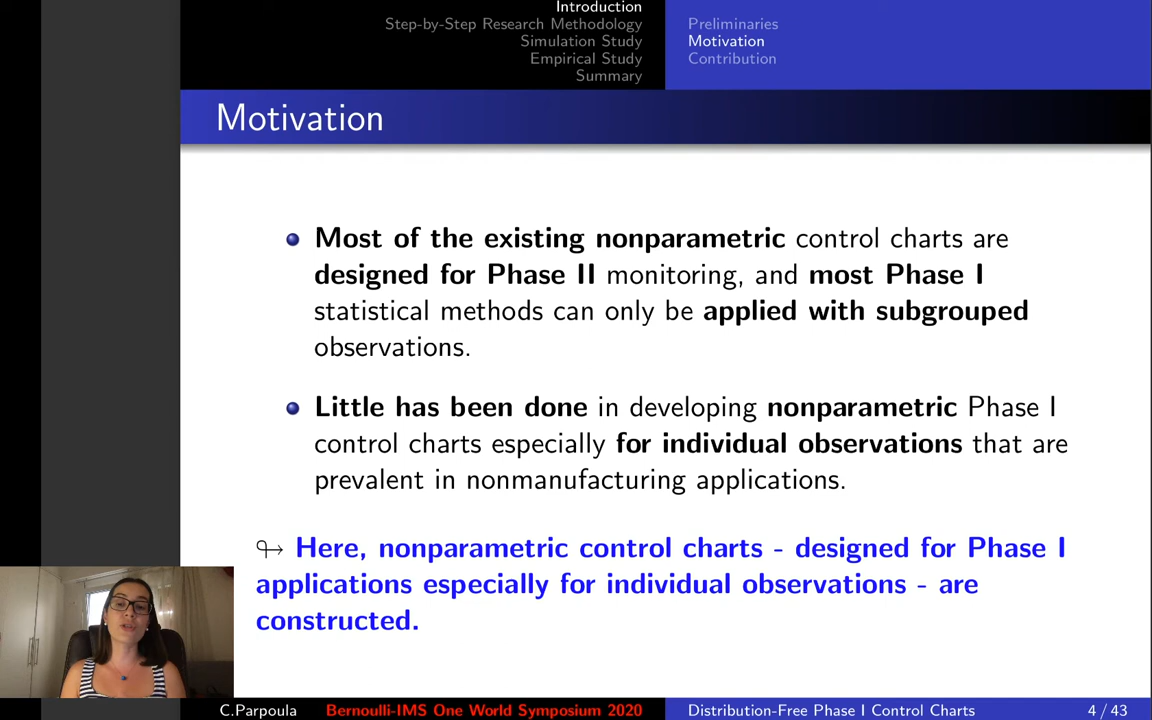 Introduction
Step-by-Step Research Methodology
Simulation Study
Empirical Study
Summary
Preliminaries
Motivation
Contribution
Motivation
Most of the existing nonparametric control charts are
designed for Phase II monitoring, and most Phase I
statistical methods can only be applied with subgrouped
observations.
Little has been done in developing nonparametric Phase I
control charts especially for individual observations that are
prevalent in nonmanufacturing applications.
↬ Here, nonparametric control charts - designed for Phase I
applications especially for individual observations - are
constructed.
C.Parpoula Bernoulli-IMS One World Symposium 2020 Distribution-Free Phase I Control Charts 4 / 43